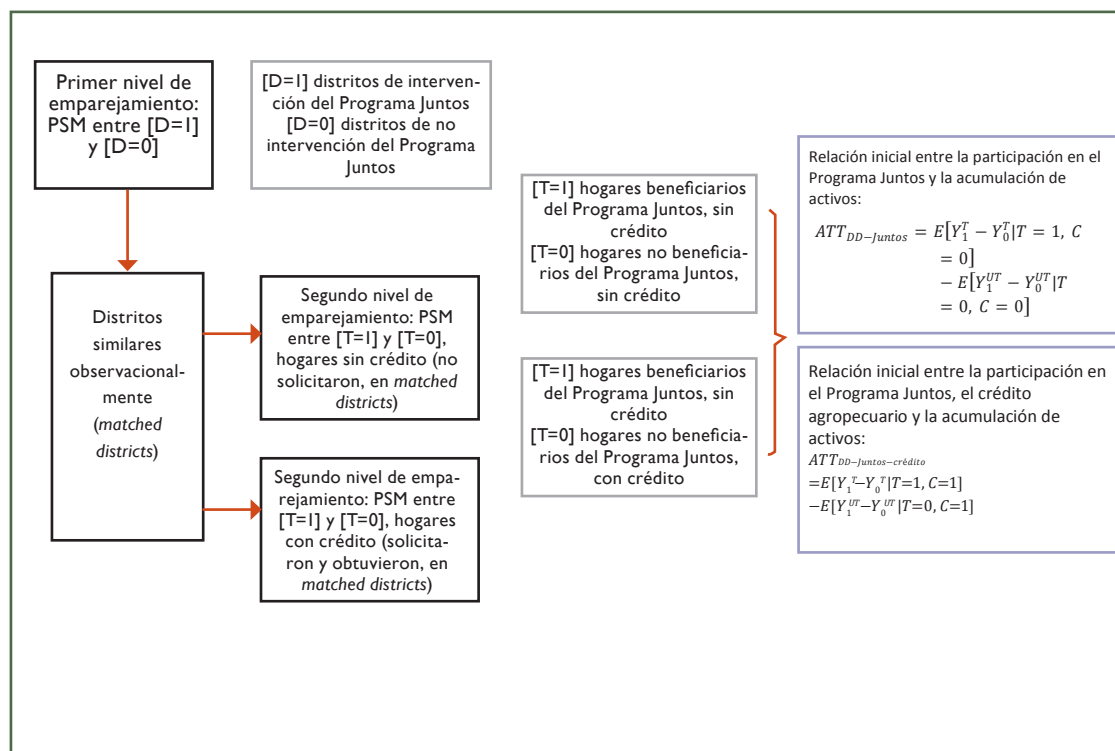 Primer nivel de
emparejamiento:
PSM entre [D=1]
y [D=0]
[D=1] distritos de interven-
ción del Programa Juntos
[D=0] distritos de no
intervención del Programa
Juntos
Distritos
similares
observacional-
mente
(matched
districts)
Segundo nivel de
emparejamiento: PSM
entre [T=1] y [T=0],
hogares sin crédito (no
solicitaron, en matched
districts)
Segundo nivel de empa-
rejamiento: PSM entre
[T=1] y [T=0], hogares
con crédito (solicita-
ron y obtuvieron, en
matched districts)
[T=1] hogares beneficiarios
del Programa Juntos, sin
crédito
[T=0] hogares no beneficia-
rios del Programa Juntos,
sin crédito
[T=1] hogares beneficiarios
del Programa Juntos, sin
crédito
[T=0] hogares no beneficia-
rios del Programa Juntos,
con crédito
Relación inicial entre la participación en el
Programa Juntos y la acumulación de
activos:
ATT_{DD−Juntos} = E[Y_1^T − Y_0^T|T = 1, C
= 0]
− E[Y_1^{UT} − Y_0^{UT}|T
= 0, C = 0]
Relación inicial entre la participación en
el Programa Juntos, el crédito
agropecuario y la acumulación de
activos:
ATT_{DD−Juntos−crédito}
=E[Y_1^T−Y_0^T|T=1, C=1]
−E[Y_1^{UT}−Y_0^{UT}|T=0, C=1]